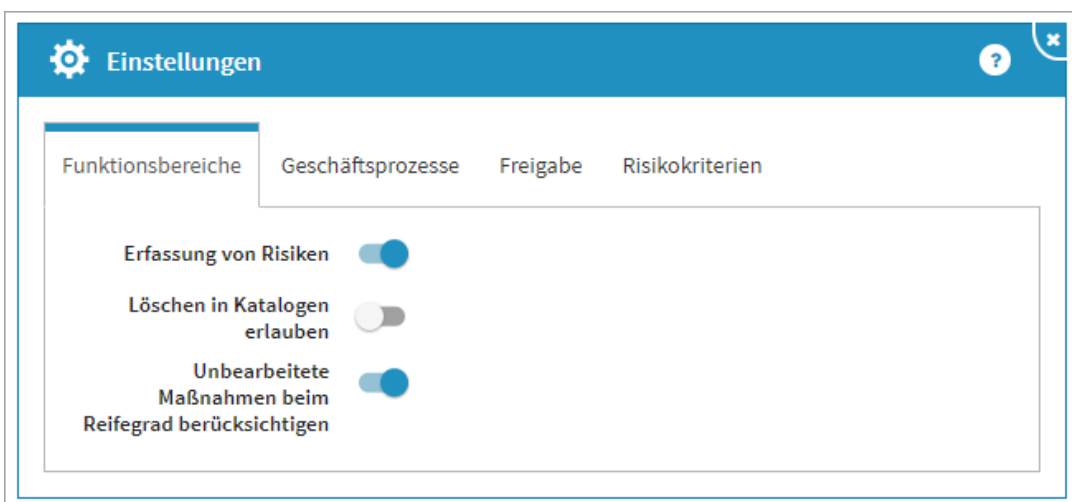 Einstellungen
?
Funktionsbereiche Geschäftsprozesse Freigabe Risikokriterien
Erfassung von Risiken
Löschen in Katalogen
erlauben
Unbearbeitete
Maßnahmen beim
Reifegrad berücksichtigen